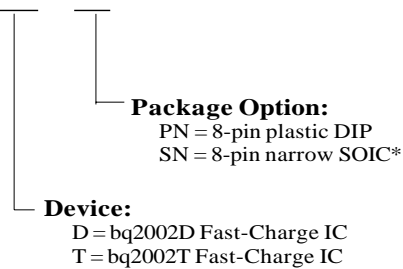 Package Option:
PN = 8-pin plastic DIP
SN = 8-pin narrow SOIC*
Device:
D = bq2002D Fast-Charge IC
T = bq2002T Fast-Charge IC